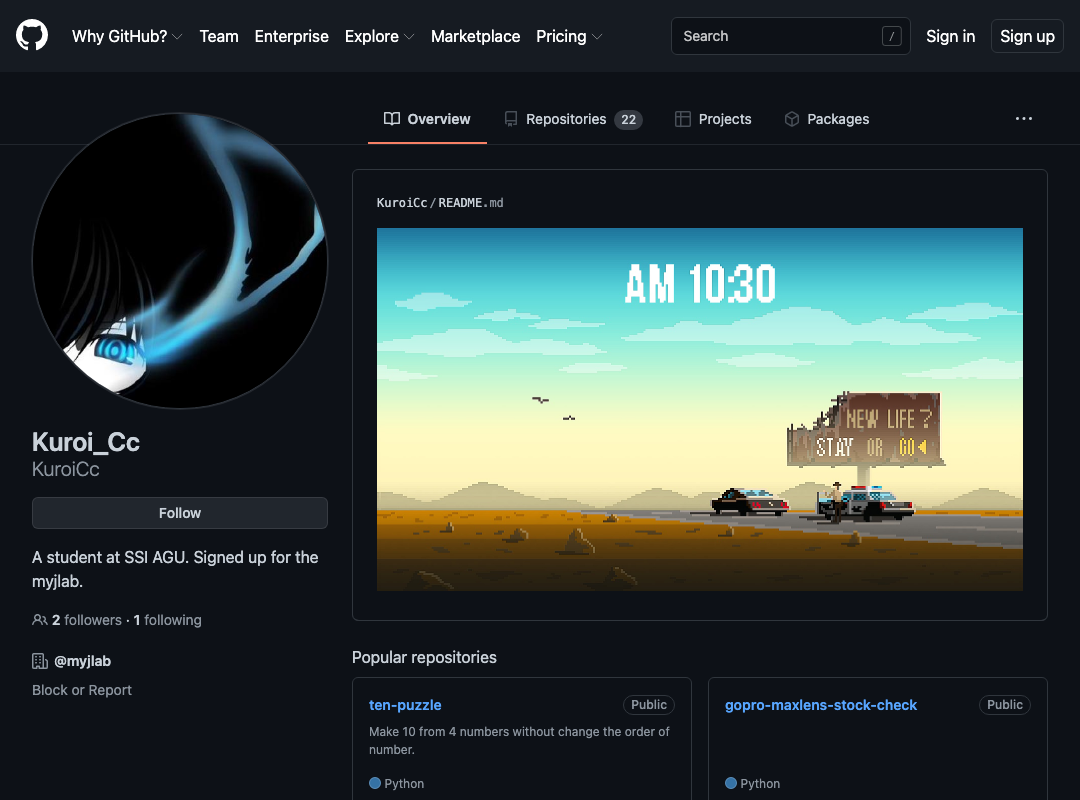 Why GitHub? Team Enterprise Explore Marketplace Pricing Search / Sign in Sign up
Overview Repositories 22 Projects Packages
KuroiCc/README.md
AM 10:30
NEW LIFE?
STAY OR GO
Kuroi_Cc
KuroiCc
Follow
A student at SSI AGU. Signed up for the
myjlab.
2 followers · 1 following
@myjlab
Block or Report
Popular repositories
ten-puzzle Public
Make 10 from 4 numbers without change the order of
number.
Python
gopro-maxlens-stock-check Public
Python